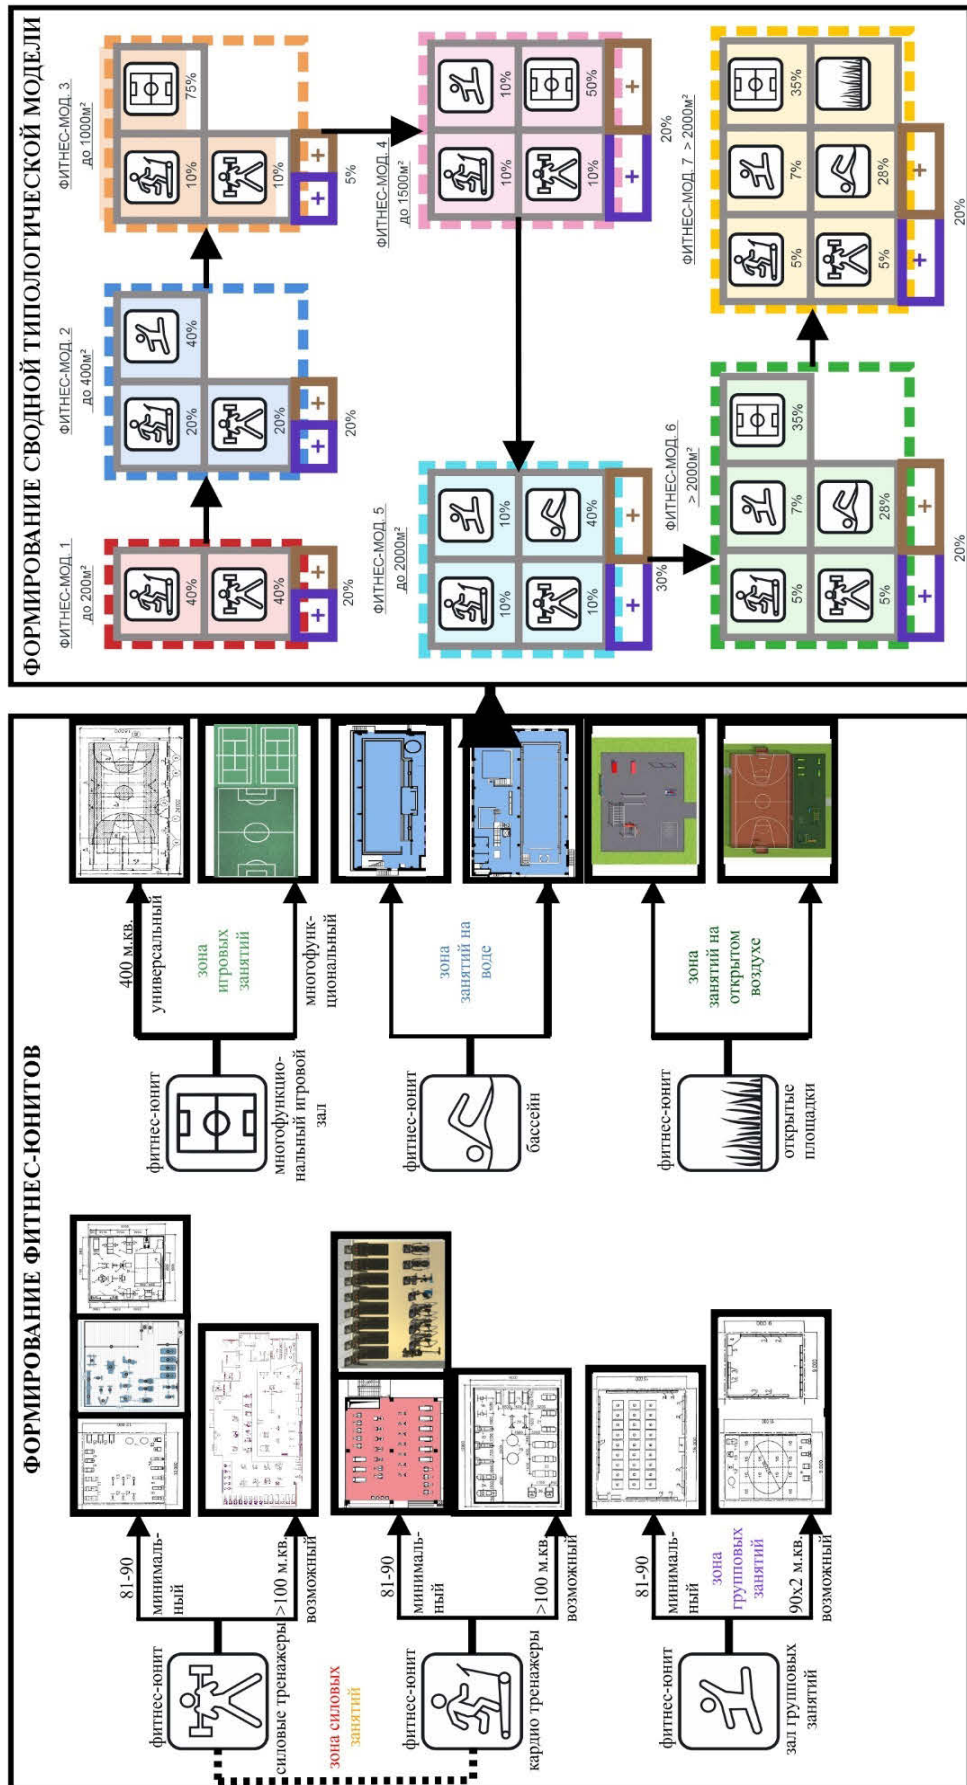 ФОРМИРОВАНИЕ ФИТНЕС-ЮНИТОВ
фитнес-юнит
силовые тренажеры
81-90
минималь-
ный
>100 м.кв.
возможный
зона силовых
занятий
фитнес-юнит
кардио тренажеры
81-90
минималь-
ный
>100 м.кв.
возможный
фитнес-юнит
зал групповых
занятий
81-90
минималь-
ный
зона
групповых
занятий
90х2 м.кв.
возможный
фитнес-юнит
многофункцио-
нальный игровой
зал
400 м.кв.
универсальный
зона
игровых
занятий
многофунк-
циональный
фитнес-юнит
бассейн
зона
занятий на
воде
фитнес-юнит
открытые
площадки
зона
занятий на
открытом
воздухе
ФОРМИРОВАНИЕ СВОДНОЙ ТИПОЛОГИЧЕСКОЙ МОДЕЛИ
ФИТНЕС-МОД. 1
до 200м²
40%
40%
+ +
20%
ФИТНЕС-МОД. 2
до 400м²
20% 40%
20%
+ +
20%
ФИТНЕС-МОД. 3
до 1000м²
10% 75%
10%
+ +
5%
ФИТНЕС-МОД. 4
до 1500м²
10% 10%
10% 50%
+ +
20%
ФИТНЕС-МОД. 5
до 2000м²
10% 10%
10% 40%
+ +
30%
ФИТНЕС-МОД. 6
> 2000м²
5% 7% 35%
5% 28%
+ +
20%
ФИТНЕС-МОД. 7 > 2000м²
5% 7% 35%
5% 28%
+ +
20%